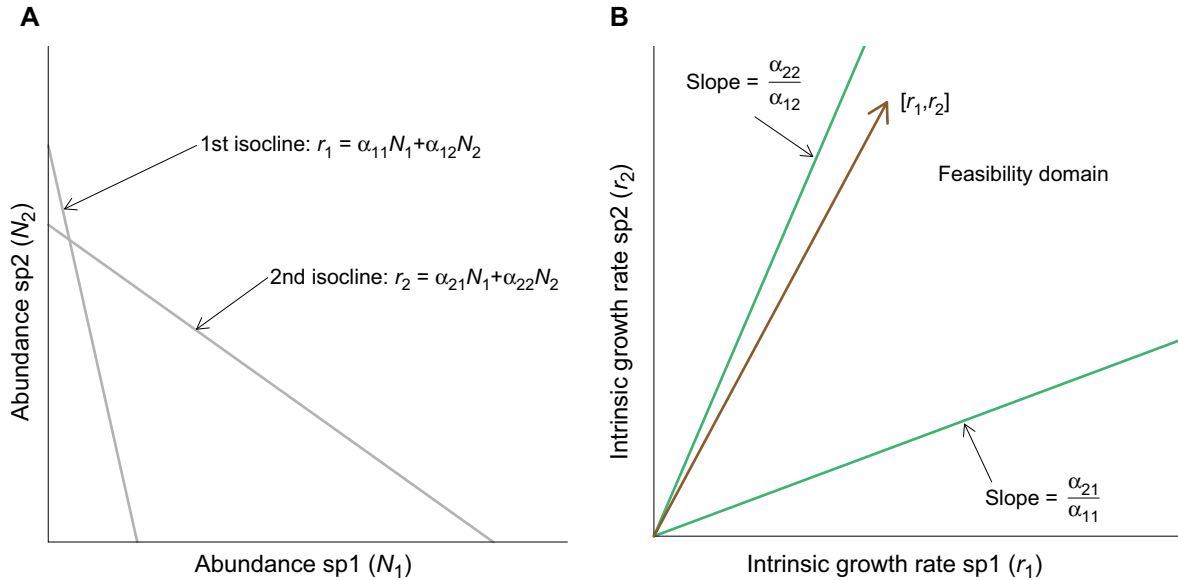 A
1st isocline: r₁ = α₁₁N₁+α₁₂N₂
2nd isocline: r₂ = α₂₁N₁+α₂₂N₂
Abundance sp2 (N₂)
Abundance sp1 (N₁)
B
Slope = α₂₂/α₁₂
[r₁,r₂]
Feasibility domain
Slope = α₂₁/α₁₁
Intrinsic growth rate sp2 (r₂)
Intrinsic growth rate sp1 (r₁)